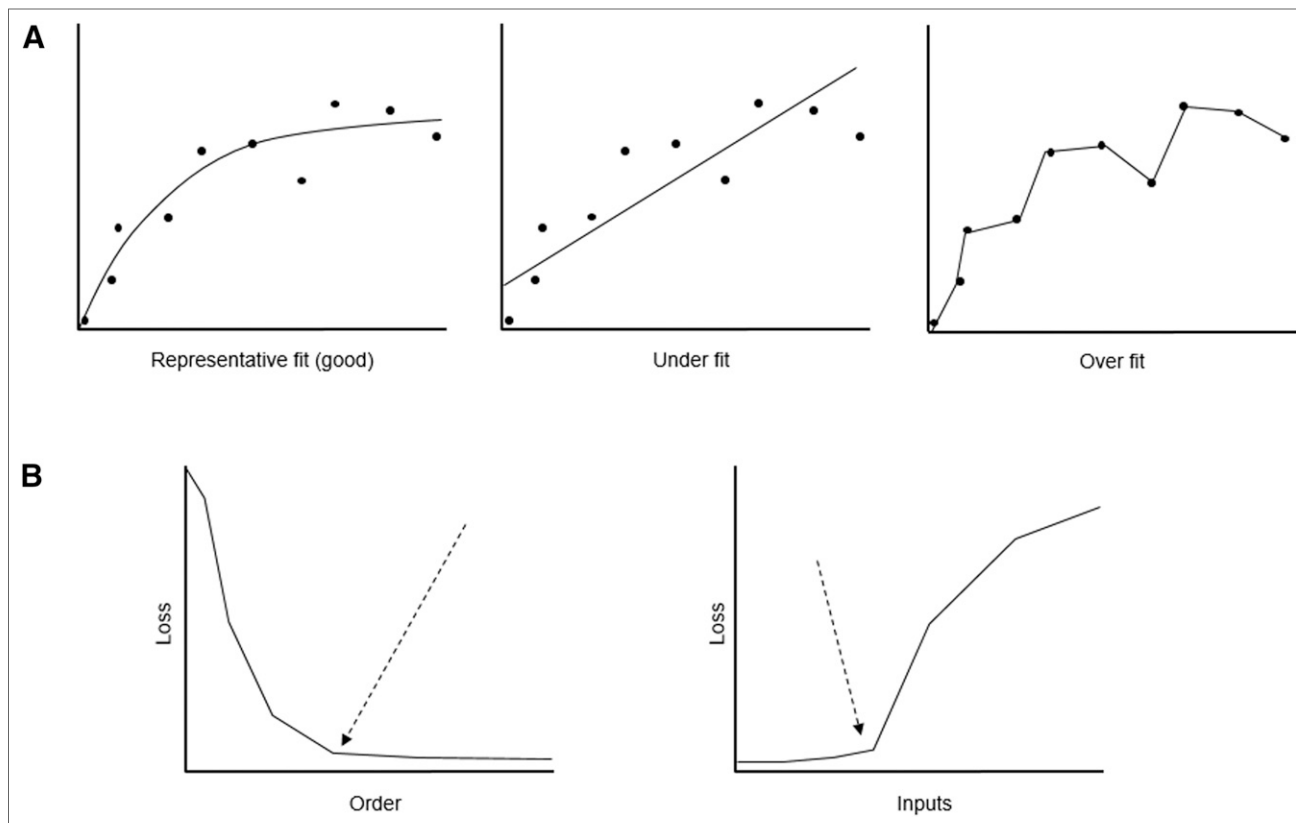 A
Representative fit (good)
Under fit
Over fit
B
Loss
Order
Loss
Inputs